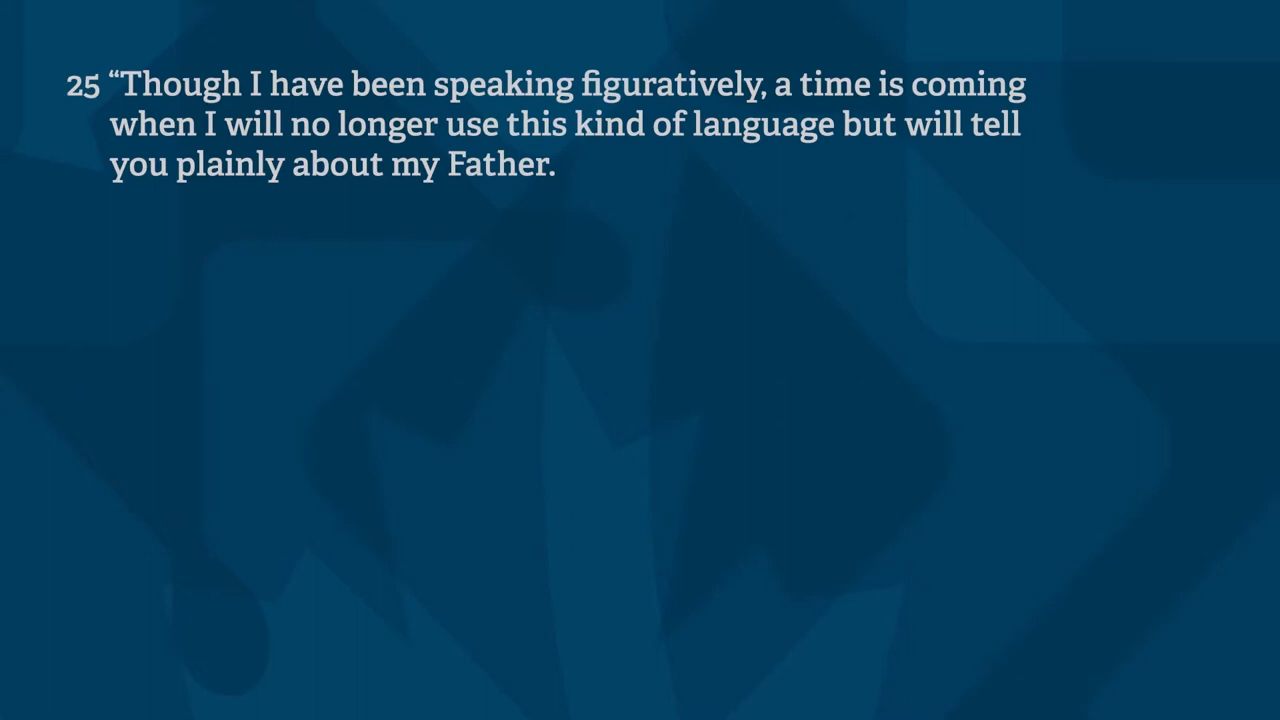 25 “Though I have been speaking figuratively, a time is coming
when I will no longer use this kind of language but will tell
you plainly about my Father.